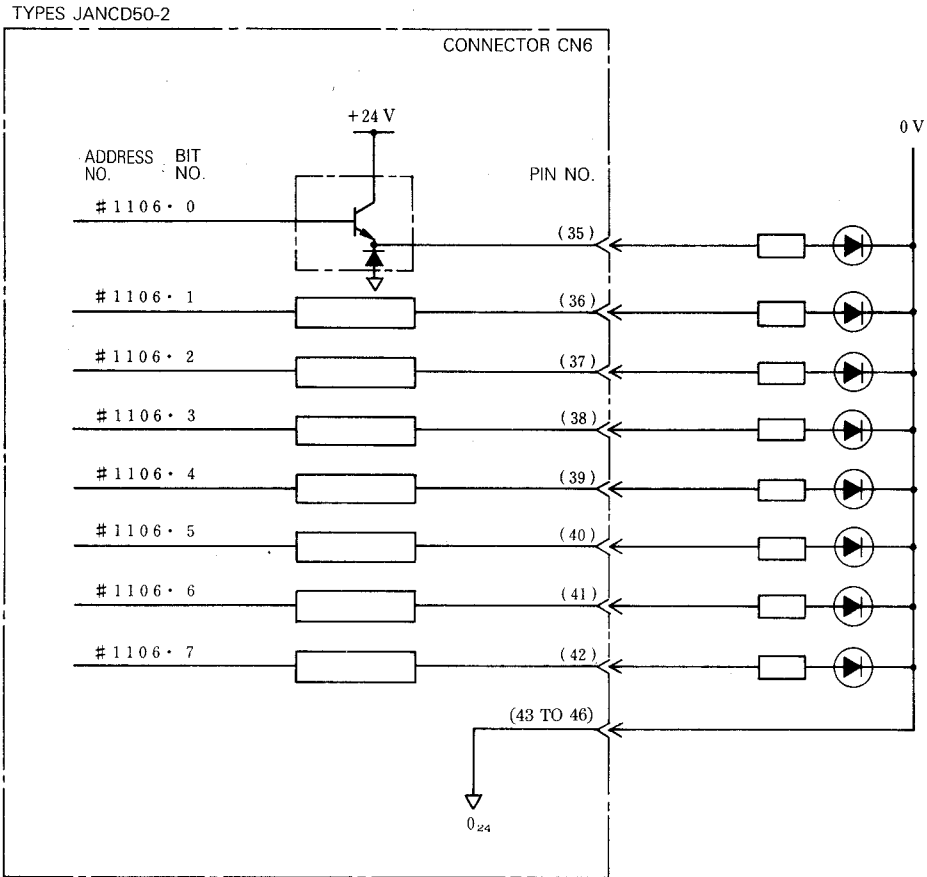 TYPES JANCD50-2
CONNECTOR CN6
+24 V
0 V
ADDRESS NO.
BIT NO.
PIN NO.
#1106・0
(35)
#1106・1
(36)
#1106・2
(37)
#1106・3
(38)
#1106・4
(39)
#1106・5
(40)
#1106・6
(41)
#1106・7
(42)
(43 TO 46)
0₂₄